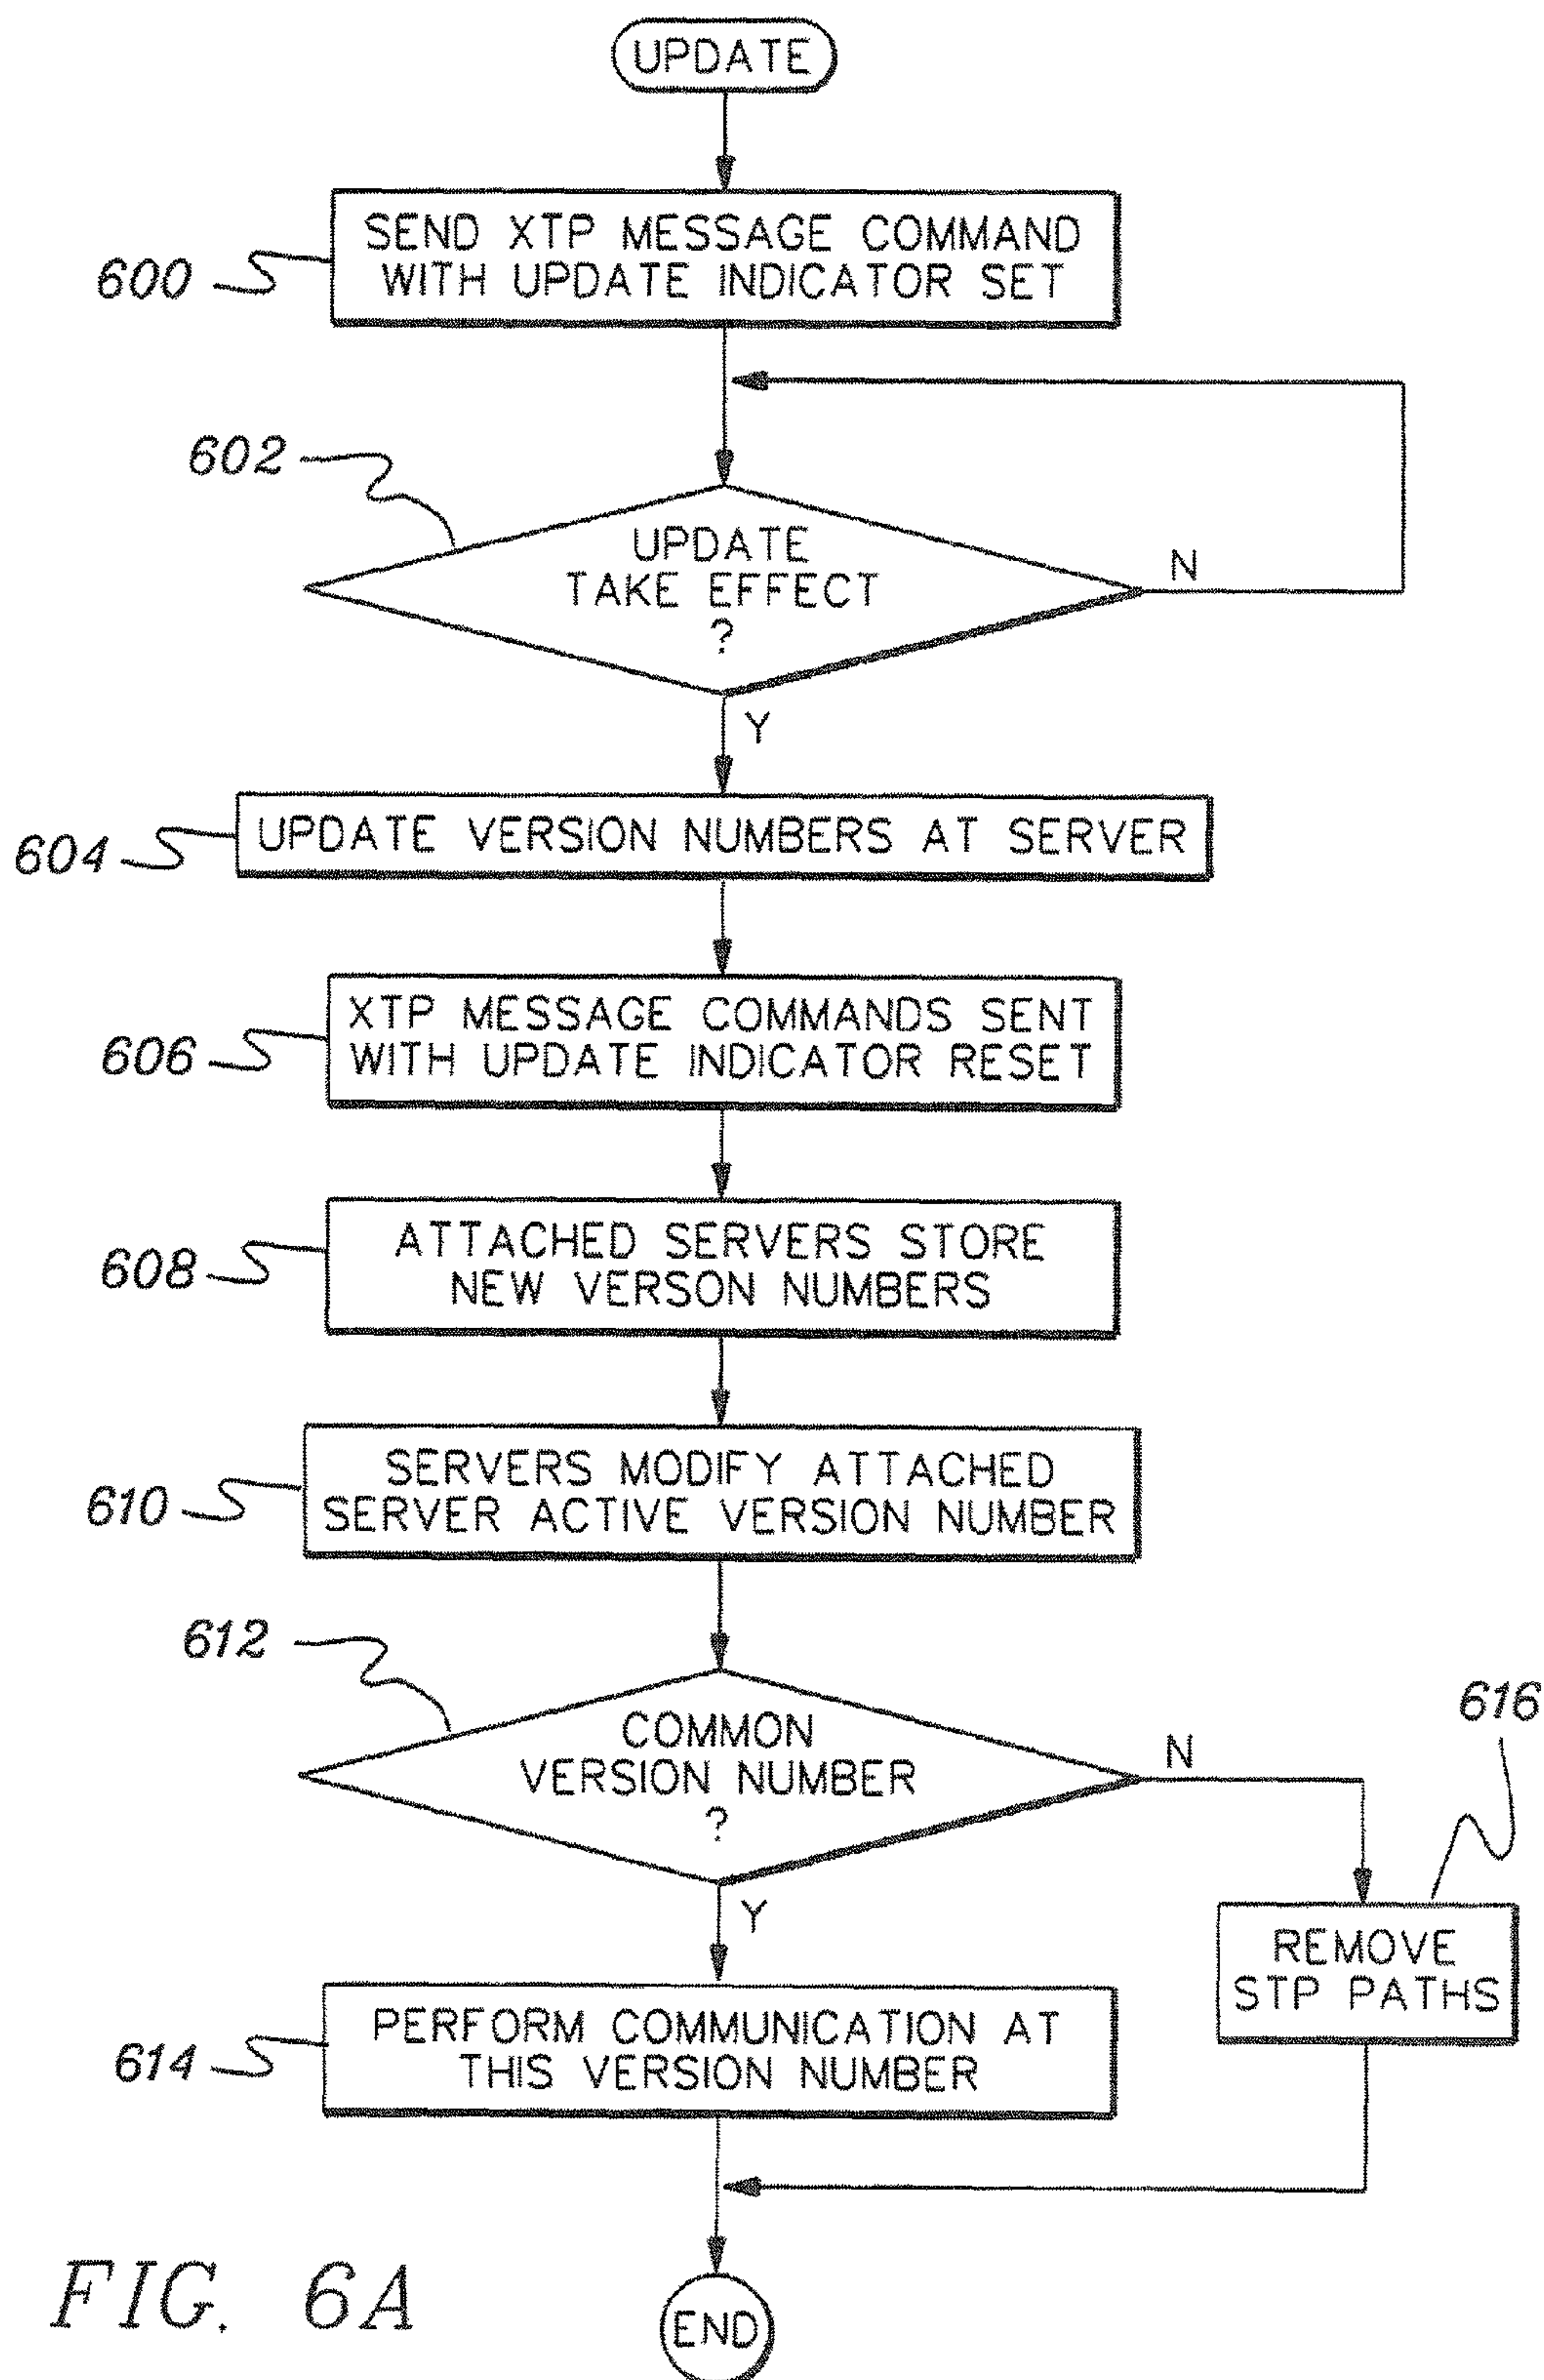 UPDATE
600
SEND XTP MESSAGE COMMAND
WITH UPDATE INDICATOR SET
602
UPDATE
TAKE EFFECT
?
N
Y
604
UPDATE VERSION NUMBERS AT SERVER
606
XTP MESSAGE COMMANDS SENT
WITH UPDATE INDICATOR RESET
608
ATTACHED SERVERS STORE
NEW VERSON NUMBERS
610
SERVERS MODIFY ATTACHED
SERVER ACTIVE VERSION NUMBER
612
COMMON
VERSION NUMBER
?
N
616
Y
REMOVE
STP PATHS
614
PERFORM COMMUNICATION AT
THIS VERSION NUMBER
END
FIG. 6A